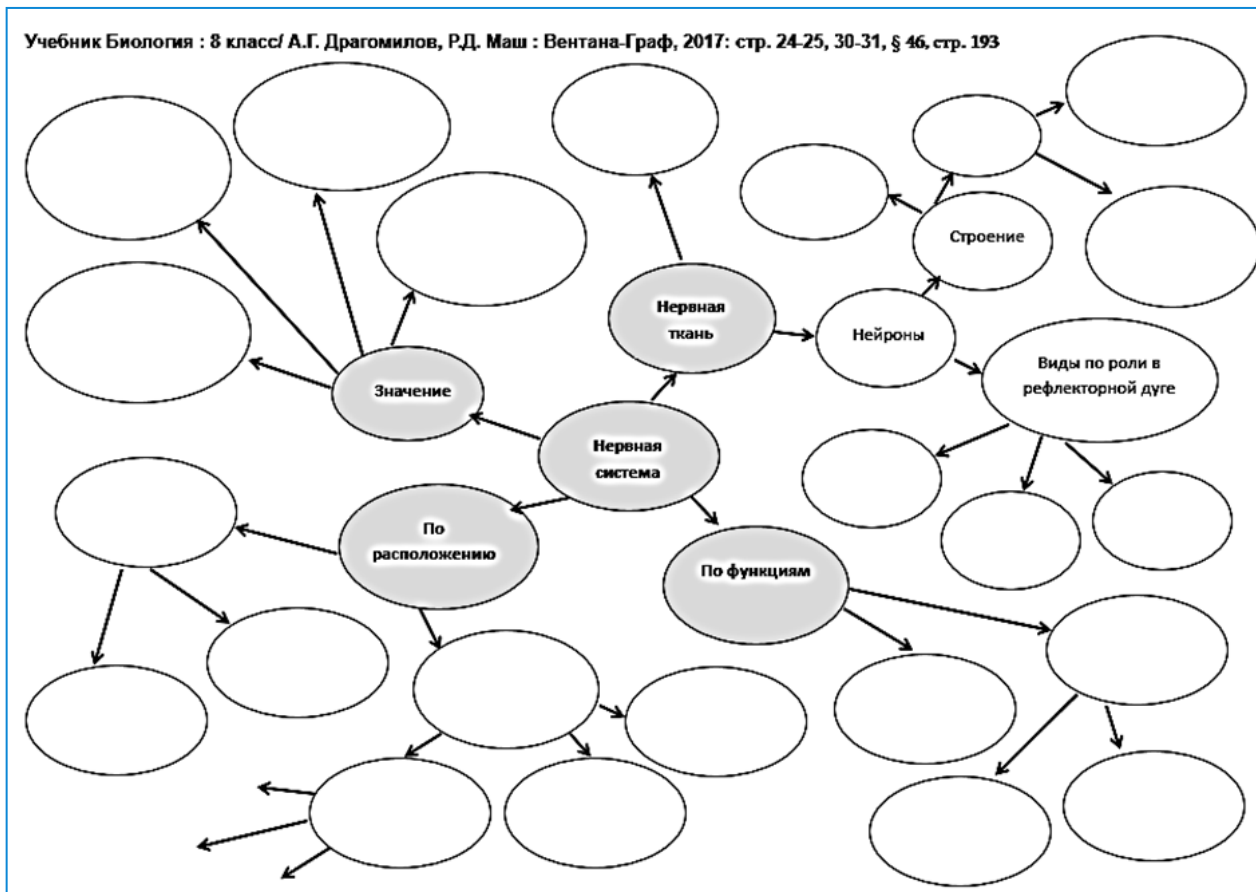 Учебник Биология : 8 класс/ А.Г. Драгомилов, Р.Д. Маш : Вентана-Граф, 2017: стр. 24-25, 30-31, § 46, стр. 193
Строение
Нервная
ткань
Нейроны
Виды по роли в
рефлекторной дуге
Значение
Нервная
система
По
расположению
По функциям